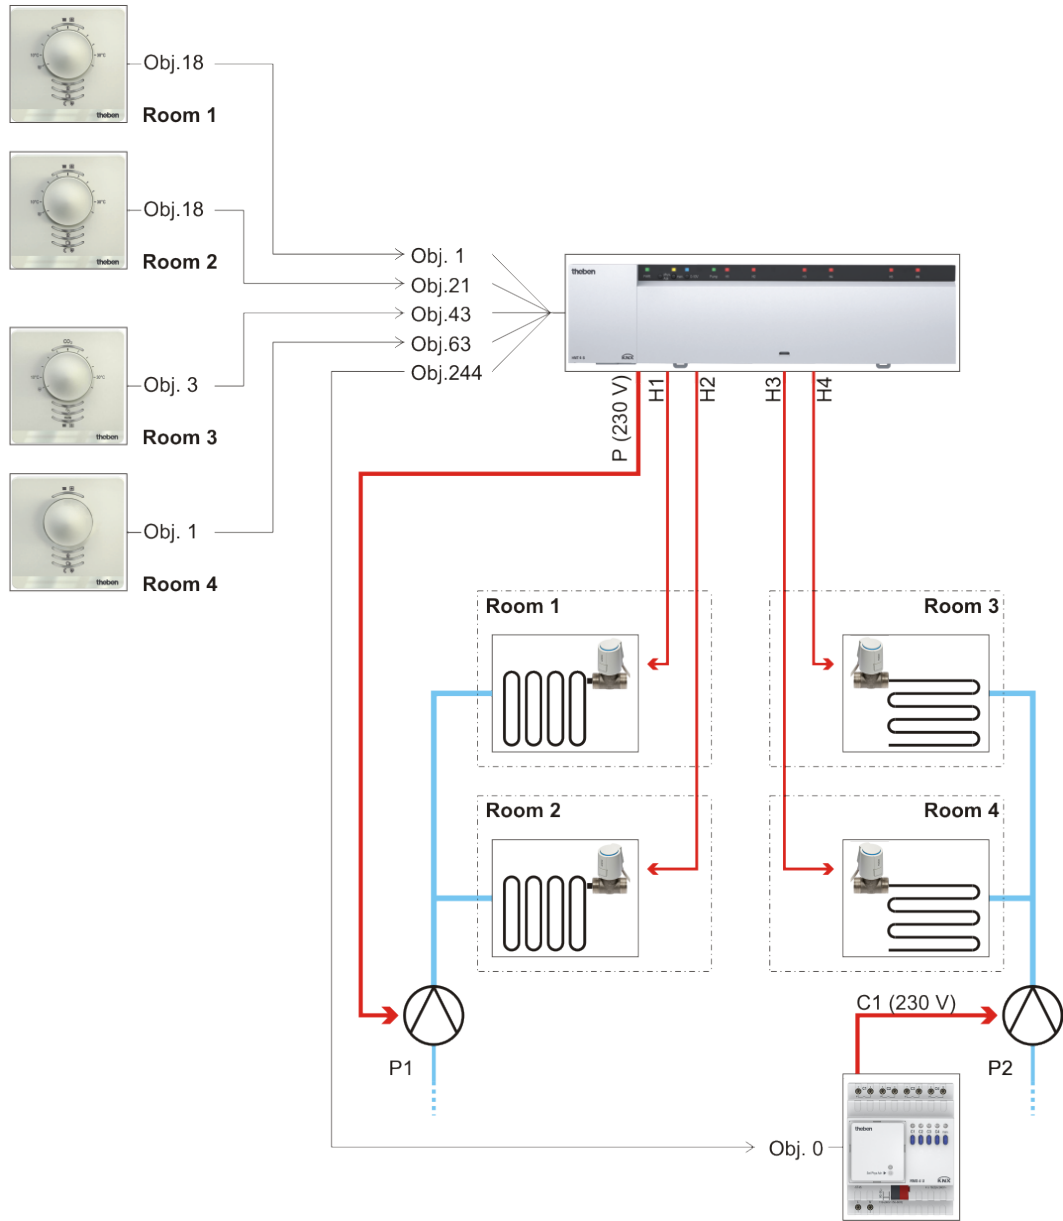 Obj.18
theben
Room 1
Obj.18
theben
Room 2
Obj. 3
theben
Room 3
Obj. 1
theben
Room 4
Obj. 1
Obj.21
Obj.43
Obj.63
Obj.244
theben
KNX
P (230 V)
H1
H2
H3
H4
Room 1
Room 3
Room 2
Room 4
C1 (230 V)
P1
P2
Obj. 0
theben
KNX